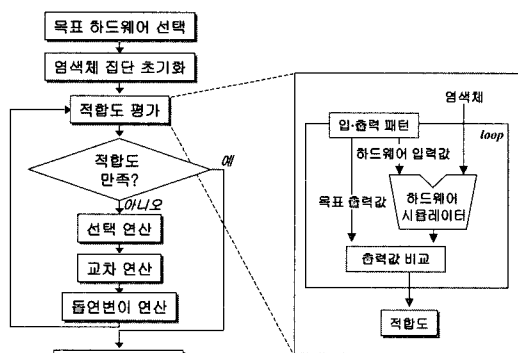 목표 하드웨어 선택
염색체 집단 초기화
적합도 평가
적합도
만족?
예
아니오
선택 연산
교차 연산
돌연변이 연산
염색체
입·출력 패턴
loop
하드웨어 입력값
목표 출력값
하드웨어
시뮬레이터
출력값 비교
적합도